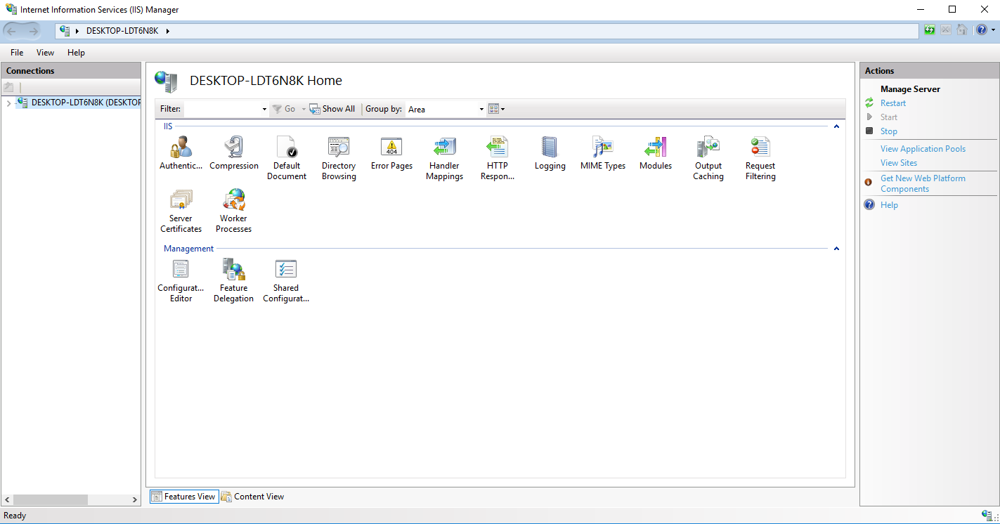 Internet Information Services (IIS) Manager
DESKTOP-LDT6N8K
File View Help
Connections
DESKTOP-LDT6N8K (DESKTOP
DESKTOP-LDT6N8K Home
Filter: Go Show All Group by: Area
IIS
Authentic... Compression Default Document Directory Browsing Error Pages Handler Mappings HTTP Respon... Logging MIME Types Modules Output Caching Request Filtering
404
Server Certificates Worker Processes
Management
Configurat... Editor Feature Delegation Shared Configurat...
Features View Content View
Actions
Manage Server
Restart
Start
Stop
View Application Pools
View Sites
Get New Web Platform
Components
Help
Ready